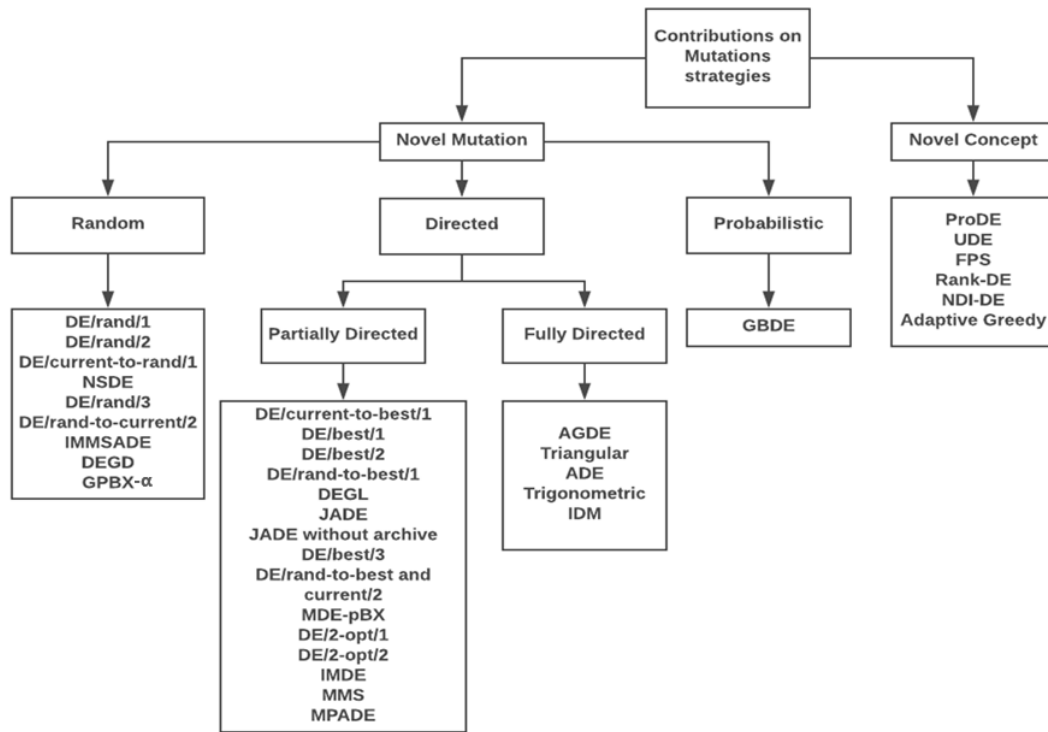 Contributions on
Mutations
strategies
Novel Mutation
Novel Concept
Random
Directed
Probabilistic
ProDE
UDE
FPS
Rank-DE
NDI-DE
Adaptive Greedy
DE/rand/1
DE/rand/2
DE/current-to-rand/1
NSDE
DE/rand/3
DE/rand-to-current/2
IMMSADE
DEGD
GPBX-α
Partially Directed
Fully Directed
GBDE
DE/current-to-best/1
DE/best/1
DE/best/2
DE/rand-to-best/1
DEGL
JADE
JADE without archive
DE/best/3
DE/rand-to-best and
current/2
MDE-pBX
DE/2-opt/1
DE/2-opt/2
IMDE
MMS
MPADE
AGDE
Triangular
ADE
Trigonometric
IDM